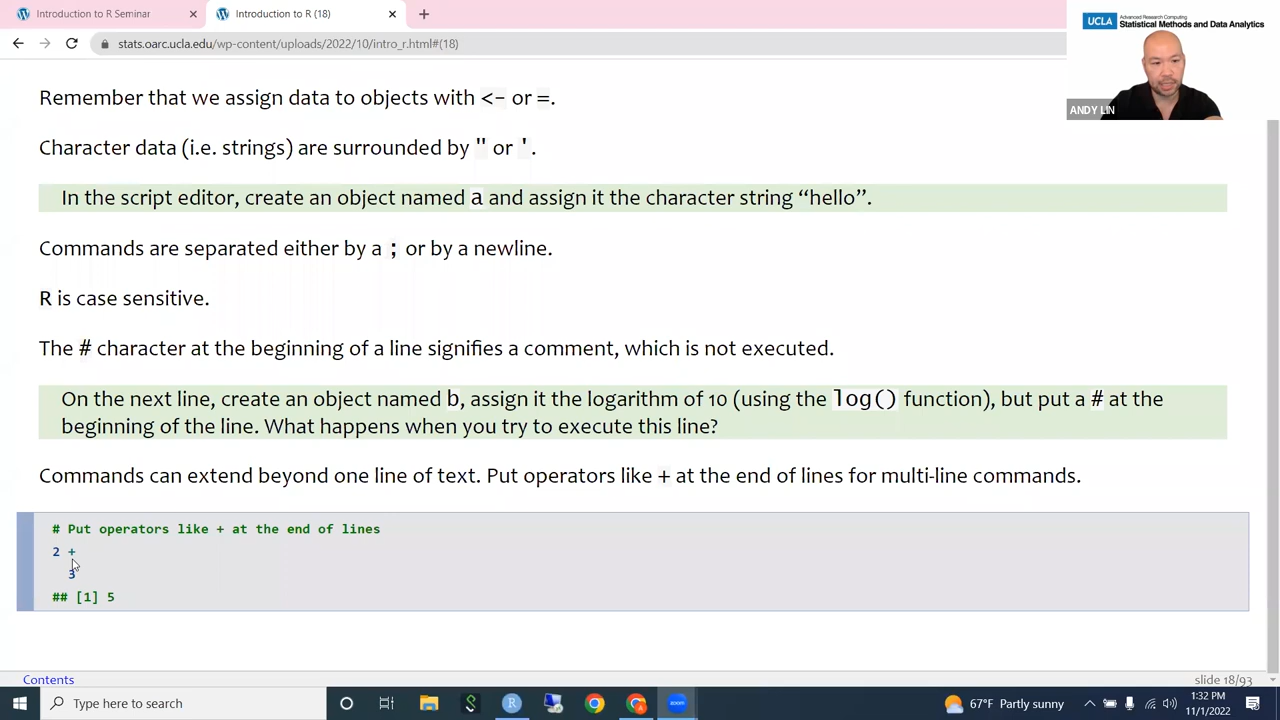 Introduction to R Seminar
Introduction to R (18)
stats.oarc.ucla.edu/wp-content/uploads/2022/10/intro_r.html#(18)
UCLA Advanced Research Computing
Statistical Methods and Data Analytics
ANDY LIN
Remember that we assign data to objects with <- or =.
Character data (i.e. strings) are surrounded by " or '.
In the script editor, create an object named a and assign it the character string “hello”.
Commands are separated either by a ; or by a newline.
R is case sensitive.
The # character at the beginning of a line signifies a comment, which is not executed.
On the next line, create an object named b, assign it the logarithm of 10 (using the log() function), but put a # at the
beginning of the line. What happens when you try to execute this line?
Commands can extend beyond one line of text. Put operators like + at the end of lines for multi-line commands.
# Put operators like + at the end of lines
2 +
3
## [1] 5
Contents
slide 18/93
Type here to search
67°F Partly sunny
1:32 PM
11/1/2022